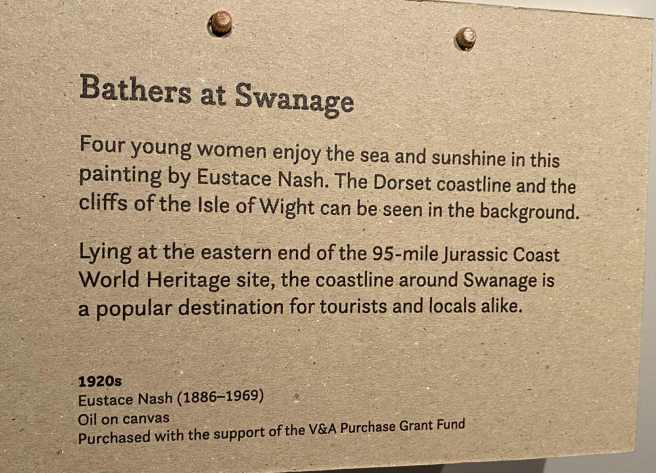 Bathers at Swanage
Four young women enjoy the sea and sunshine in this
painting by Eustace Nash. The Dorset coastline and the
cliffs of the Isle of Wight can be seen in the background.
Lying at the eastern end of the 95-mile Jurassic Coast
World Heritage site, the coastline around Swanage is
a popular destination for tourists and locals alike.
1920s
Eustace Nash (1886–1969)
Oil on canvas
Purchased with the support of the V&A Purchase Grant Fund